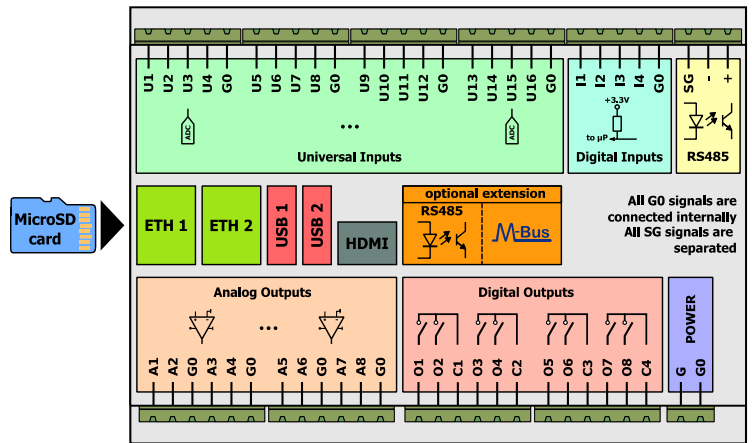 U1 U2 U3 U4 G0 U5 U6 U7 U8 G0 U9 U10 U11 U12 G0 U13 U14 U15 U16 G0 I1 I2 I3 I4 G0 SG - +
+3.3V
ADC ... ADC
to μP
Universal Inputs
Digital Inputs
RS485
MicroSD
card
ETH 1
ETH 2
USB 1
USB 2
HDMI
optional extension
RS485
M-Bus
All G0 signals are
connected internally
All SG signals are
separated
Analog Outputs
...
Digital Outputs
POWER
A1 A2 G0 A3 A4 G0 A5 A6 G0 A7 A8 G0 O1 O2 C1 O3 O4 C2 O5 O6 C3 O7 O8 C4 G G0